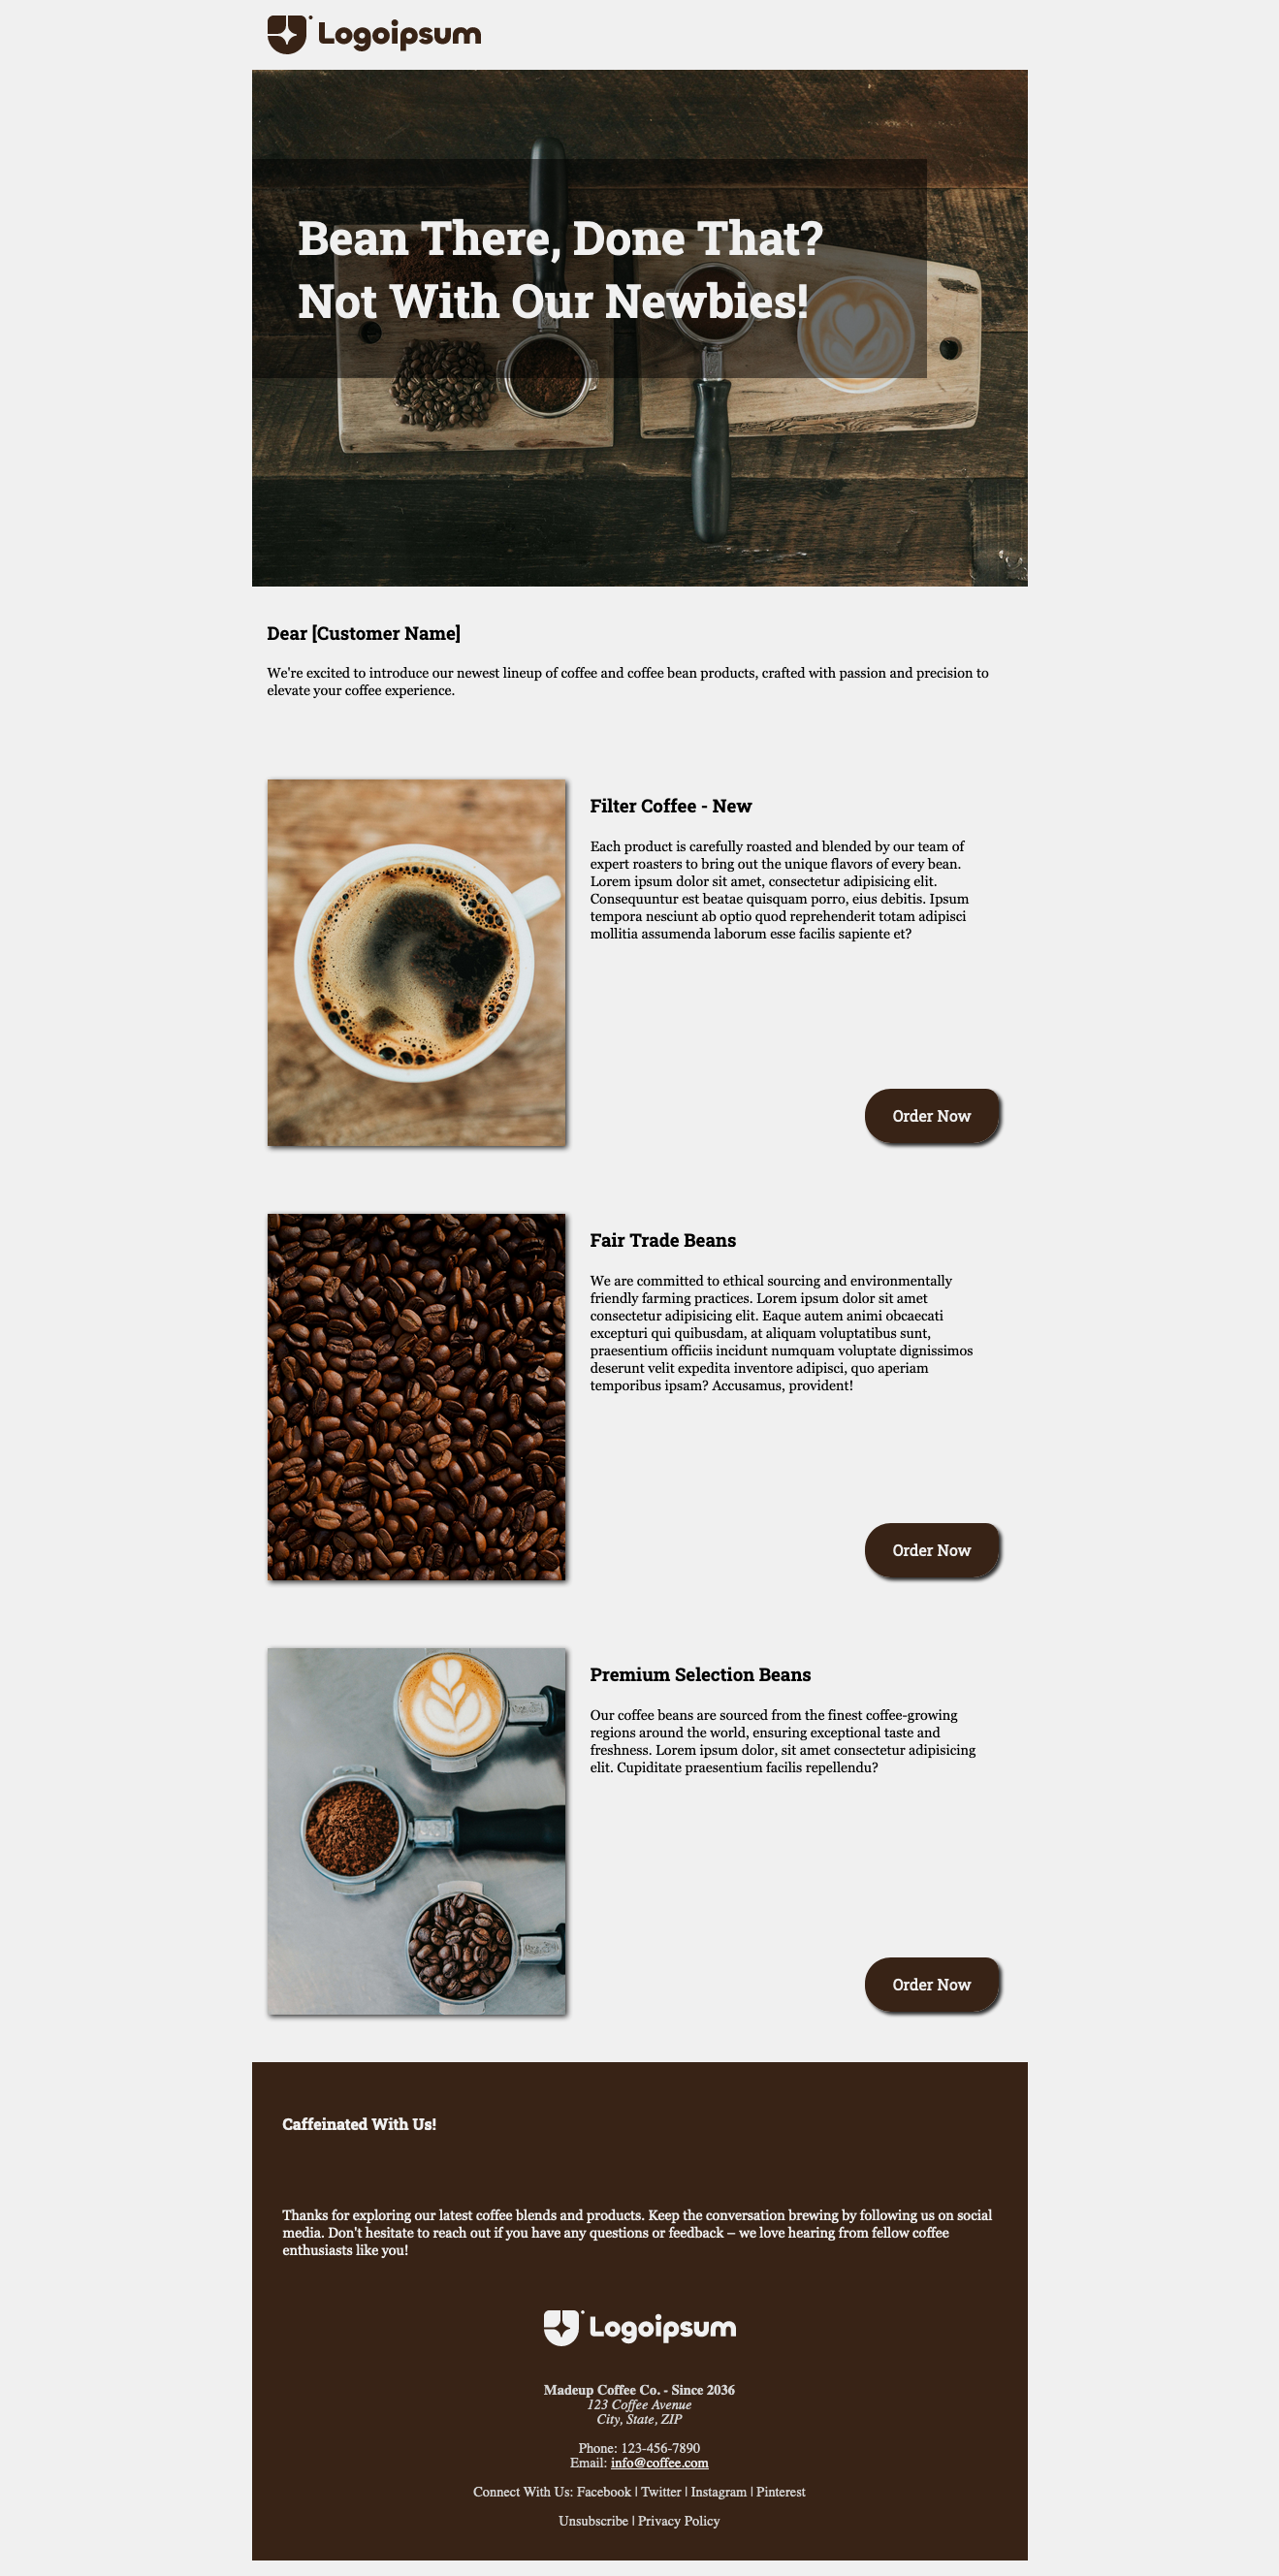 Logoipsum
Bean There, Done That?
Not With Our Newbies!
Dear [Customer Name]
We're excited to introduce our newest lineup of coffee and coffee bean products, crafted with passion and precision to
elevate your coffee experience.
Filter Coffee - New
Each product is carefully roasted and blended by our team of
expert roasters to bring out the unique flavors of every bean.
Lorem ipsum dolor sit amet, consectetur adipisicing elit.
Consequuntur est beatae quisquam porro, eius debitis. Ipsum
tempora nesciunt ab optio quod reprehenderit totam adipisci
mollitia assumenda laborum esse facilis sapiente et?
Order Now
Fair Trade Beans
We are committed to ethical sourcing and environmentally
friendly farming practices. Lorem ipsum dolor sit amet
consectetur adipisicing elit. Eaque autem animi obcaecati
excepturi qui quibusdam, at aliquam voluptatibus sunt,
praesentium officiis incidunt numquam voluptate dignissimos
deserunt velit expedita inventore adipisci, quo aperiam
temporibus ipsam? Accusamus, provident!
Order Now
Premium Selection Beans
Our coffee beans are sourced from the finest coffee-growing
regions around the world, ensuring exceptional taste and
freshness. Lorem ipsum dolor, sit amet consectetur adipisicing
elit. Cupiditate praesentium facilis repellendu?
Order Now
Caffeinated With Us!
Thanks for exploring our latest coffee blends and products. Keep the conversation brewing by following us on social
media. Don't hesitate to reach out if you have any questions or feedback – we love hearing from fellow coffee
enthusiasts like you!
Logoipsum
Madeup Coffee Co. - Since 2036
123 Coffee Avenue
City, State, ZIP
Phone: 123-456-7890
Email: info@coffee.com
Connect With Us: Facebook | Twitter | Instagram | Pinterest
Unsubscribe | Privacy Policy